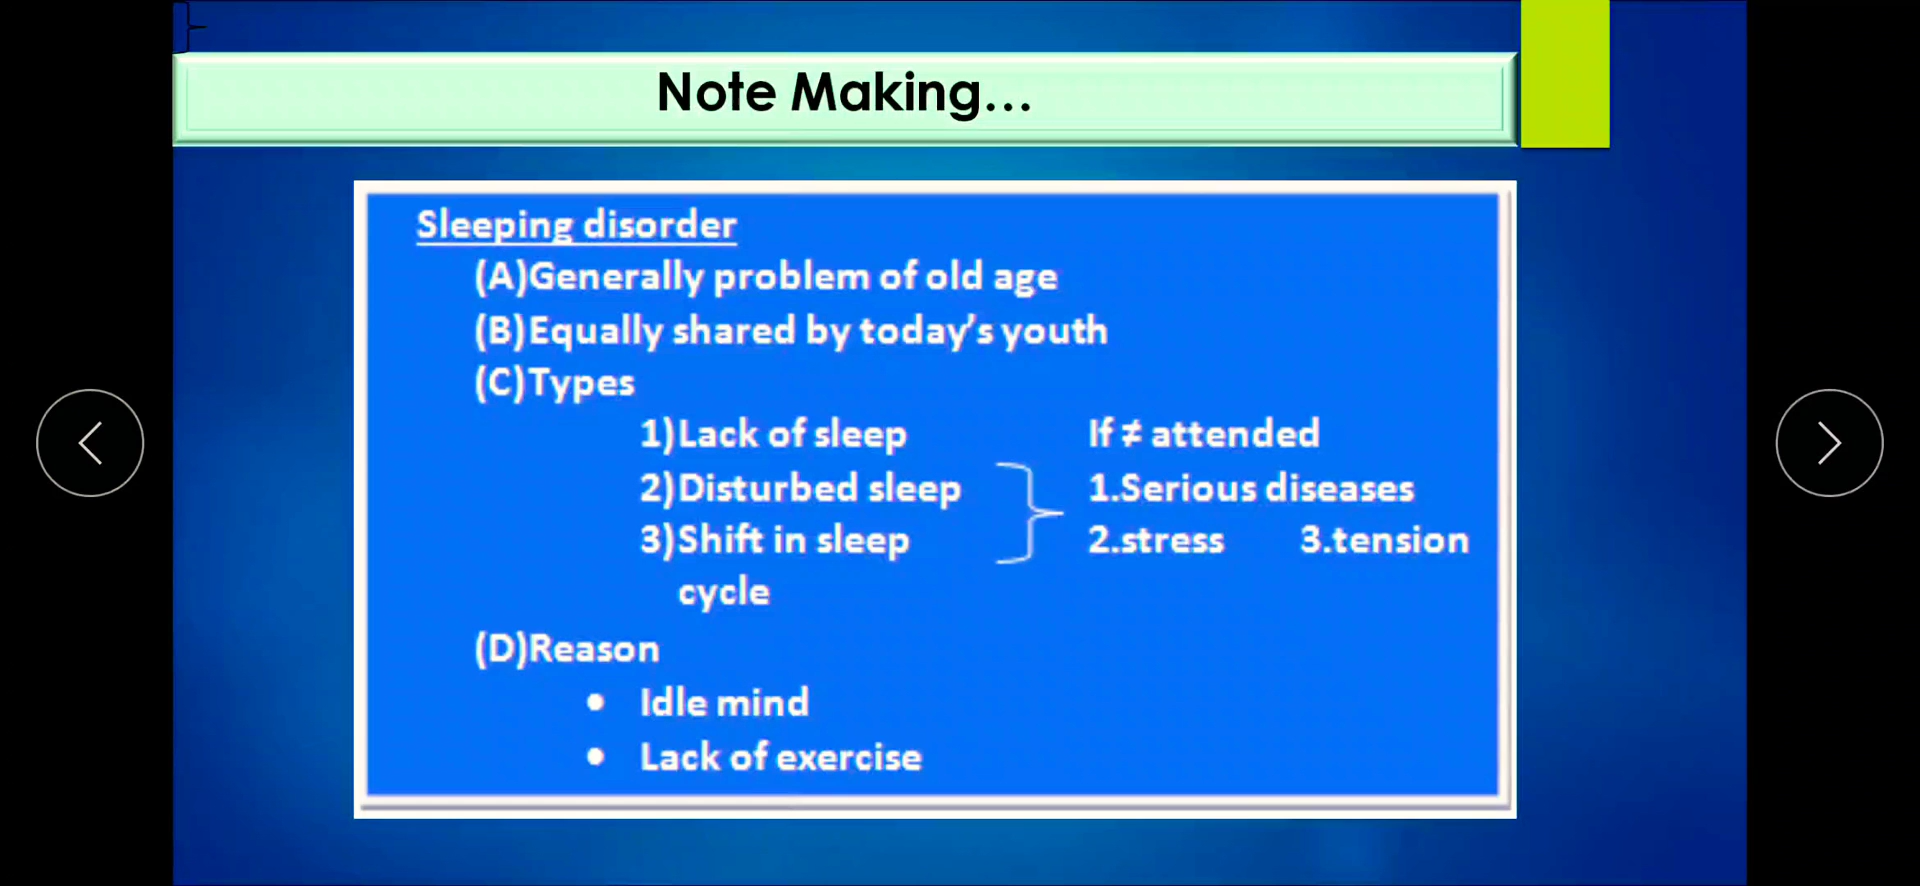 Note Making...
Sleeping disorder
(A)Generally problem of old age
(B)Equally shared by today's youth
(C)Types
1)Lack of sleep If ≠ attended
2)Disturbed sleep 1.Serious diseases
3)Shift in sleep 2.stress 3.tension
cycle
(D)Reason
• Idle mind
• Lack of exercise